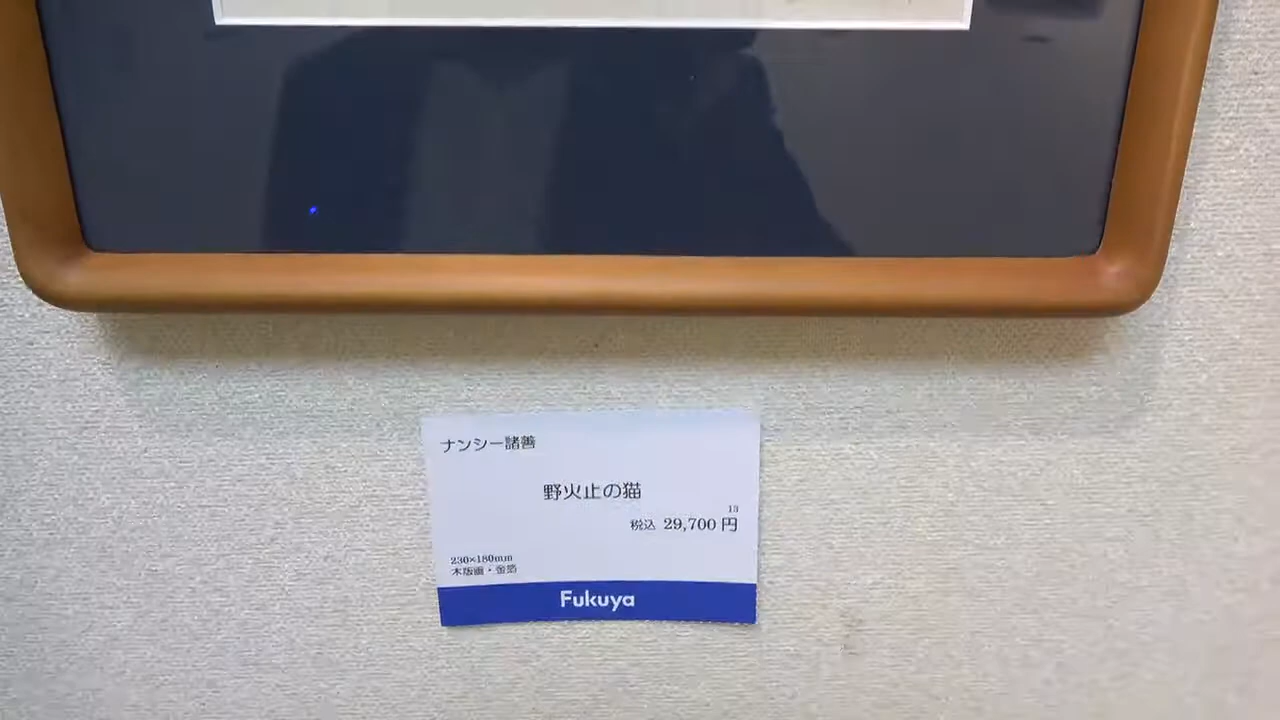 ナンシー諸善
野火止の猫
13
税込 29,700 円
230×180mm
木版画・金箔
Fukuya